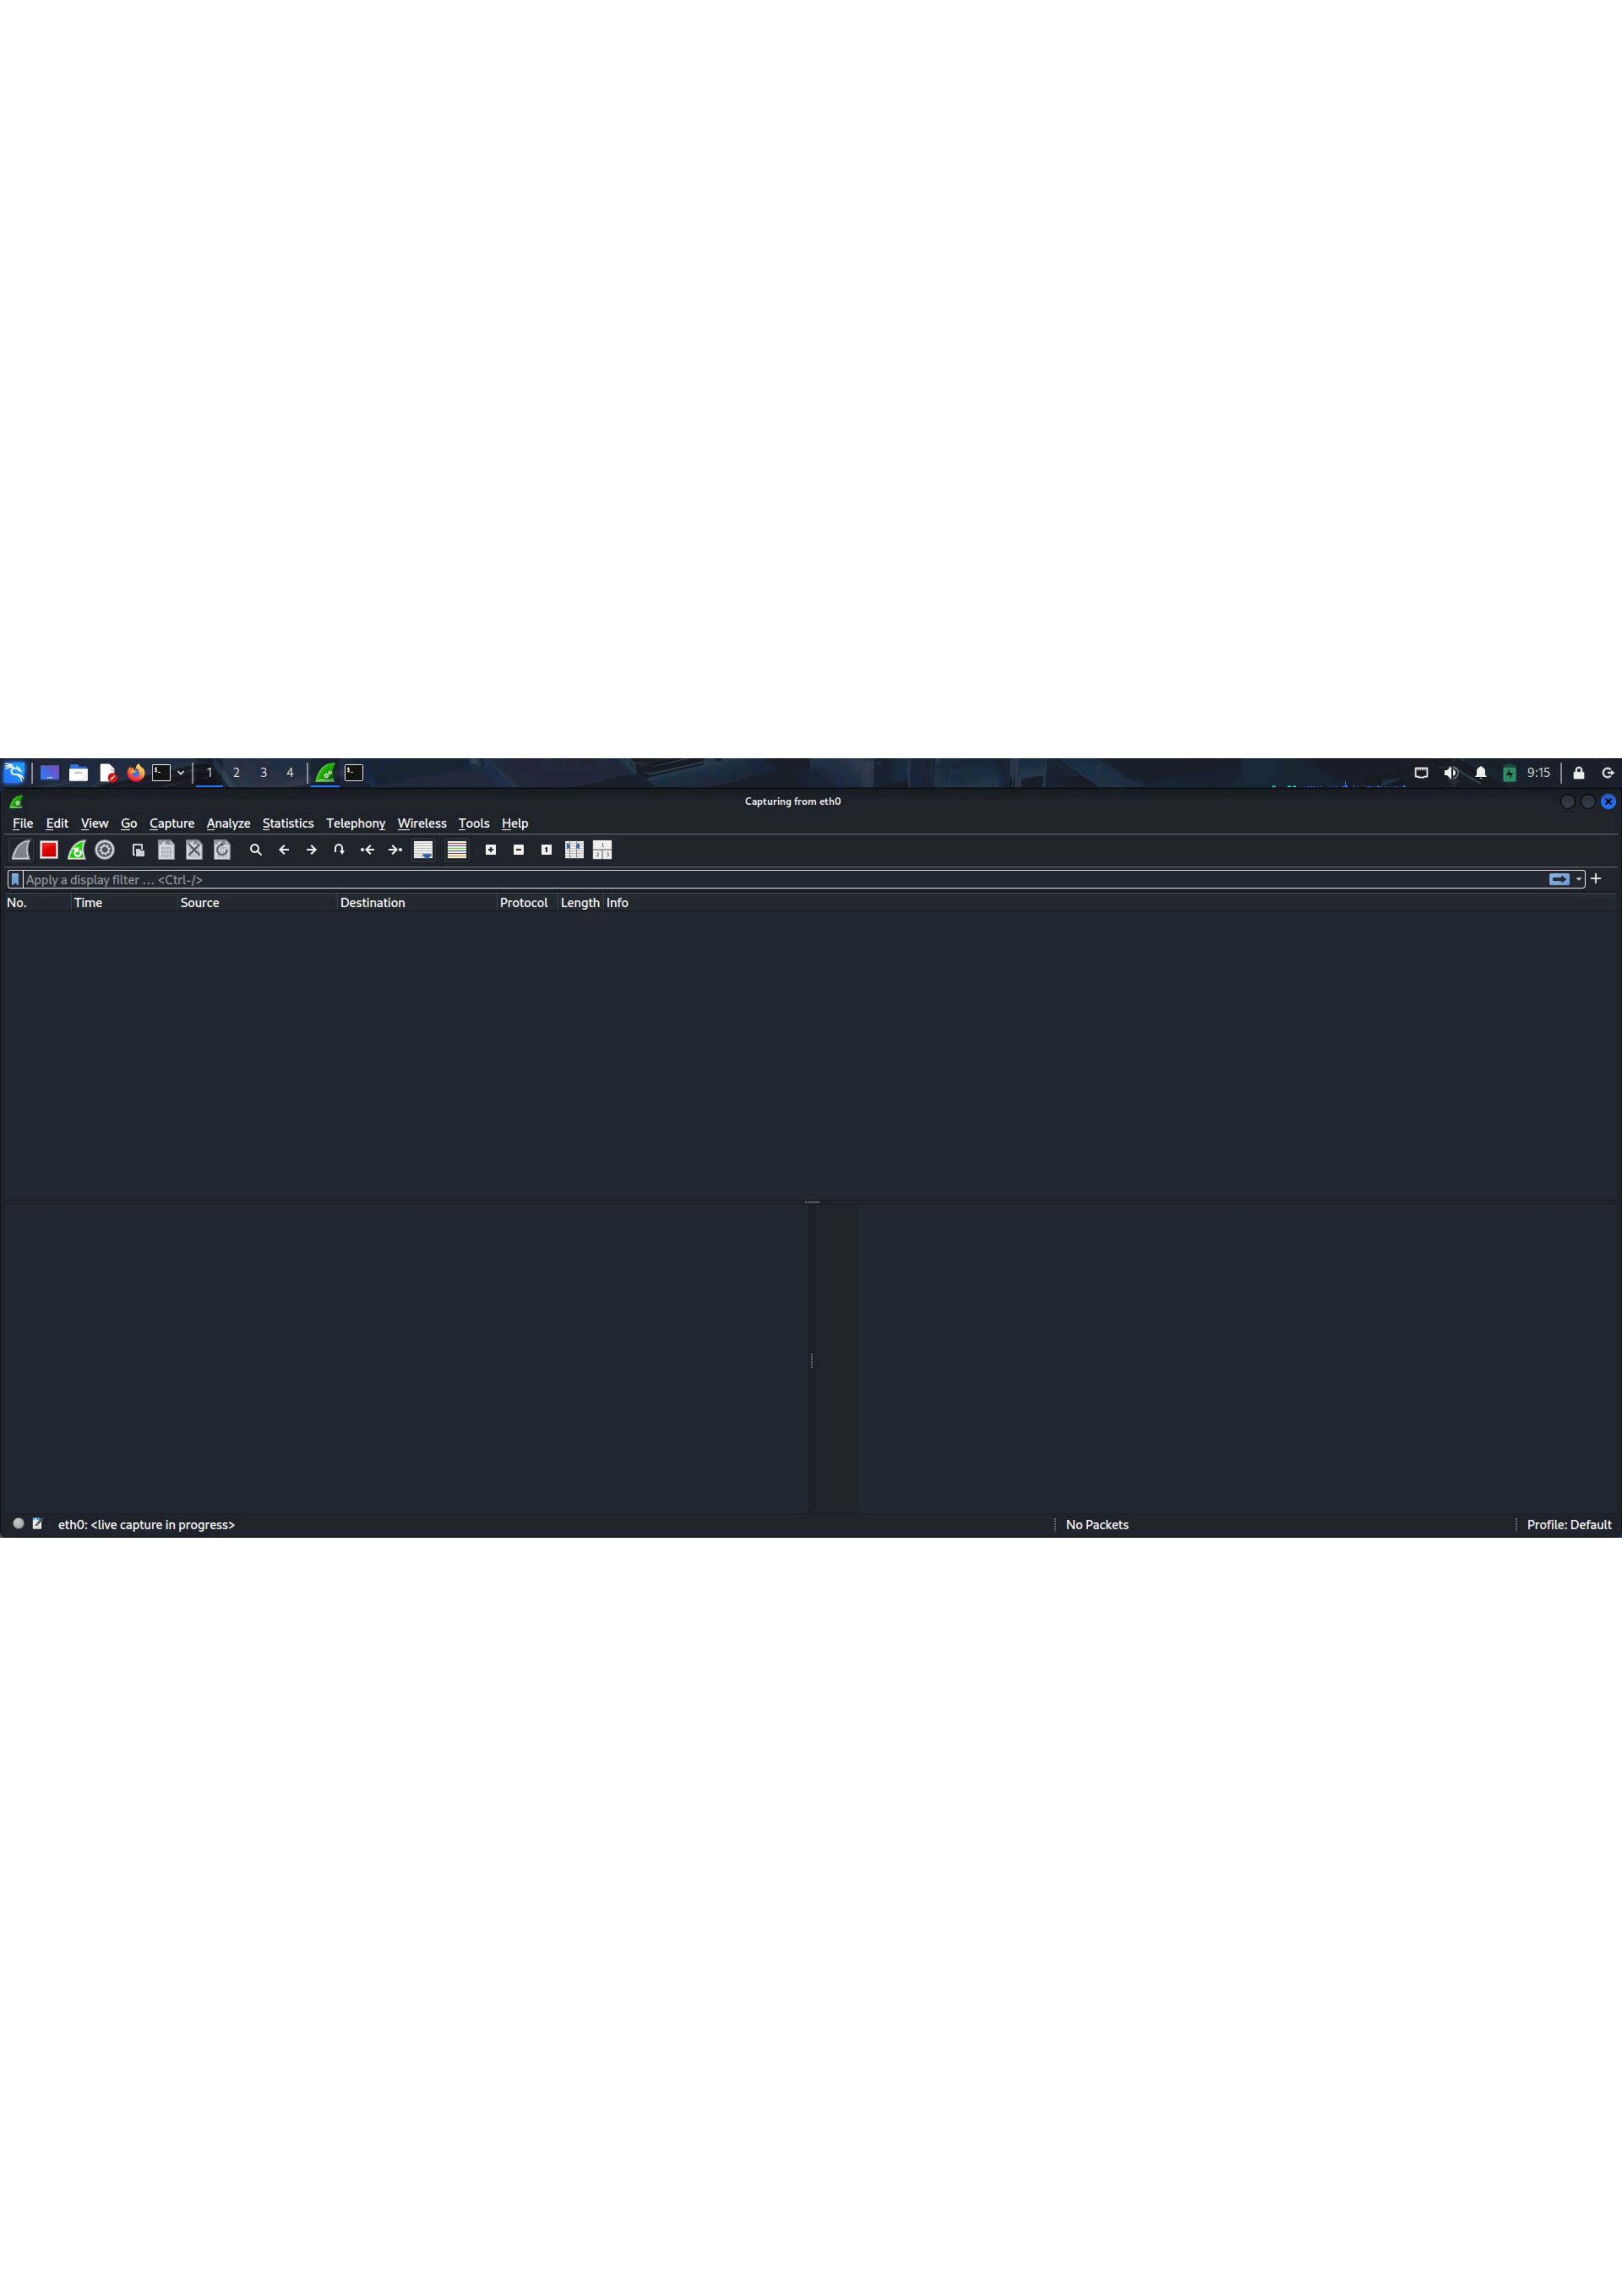 1 2 3 4 9:15
Capturing from eth0
File Edit View Go Capture Analyze Statistics Telephony Wireless Tools Help
Apply a display filter ... <Ctrl-/>
No. Time Source Destination Protocol Length Info
eth0: <live capture in progress> No Packets Profile: Default